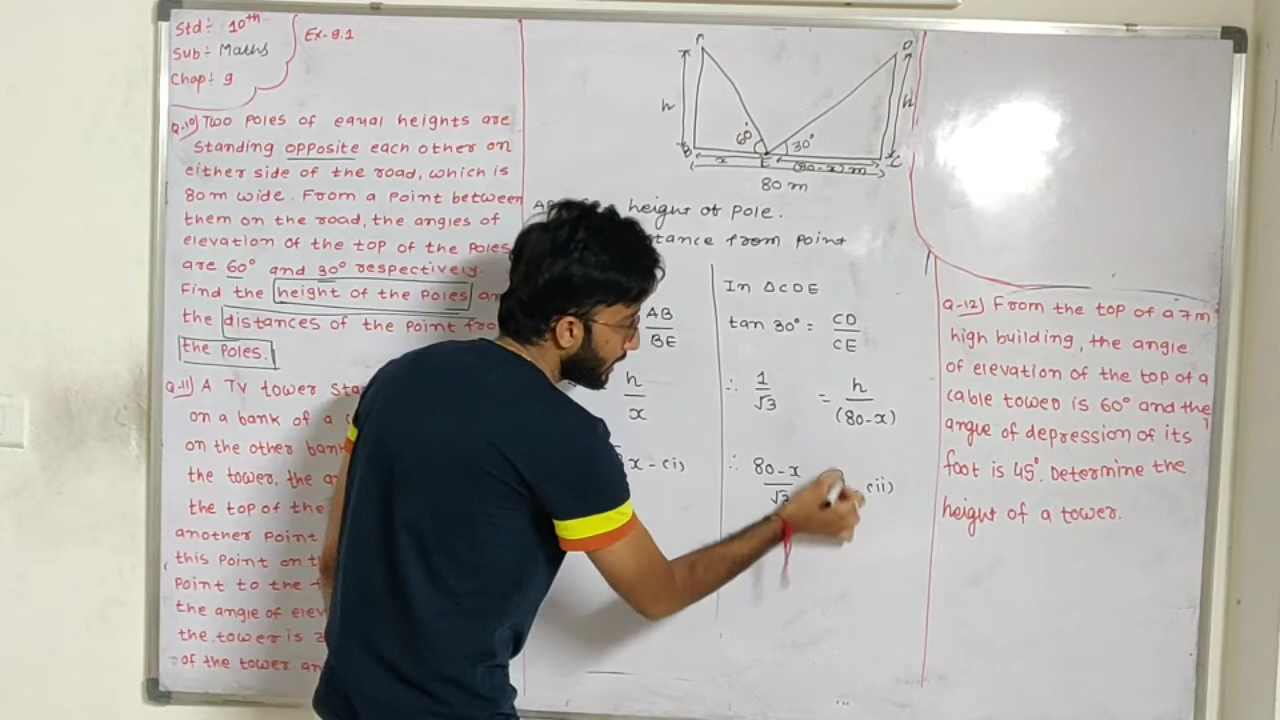 Std÷ 10th
Sub÷ Maths
Chap÷ 9
Ex-9.1
Q-10) Two poles of equal heights are
standing opposite each other on
either side of the road, which is
80m wide. From a point between
them on the road, the angles of
elevation of the top of the poles
are 60° and 30° respectively.
Find the height of the poles an
the distances of the point fro
the poles.
Q-11) A TV tower sta
on a bank of a
on the other bank
the tower, the a
the top of the
another point
this point on t
point to the f
the angle of elev
the tower is
of the tower an
A
D
h
h
60°
30°
B
x
E
(80-x) m
C
80 m
height of pole.
stance from point
AB
BE
h
x
x - (i)
In ΔCDE
tan 30° = CD
CE
∴ 1 = h
√3 (80-x)
∴ 80-x
√3
(ii)
Q-12) From the top of a 7m
high building, the angle
of elevation of the top of a
cable toweo is 60° and the
angle of depression of its
foot is 45°. Determine the
height of a tower.